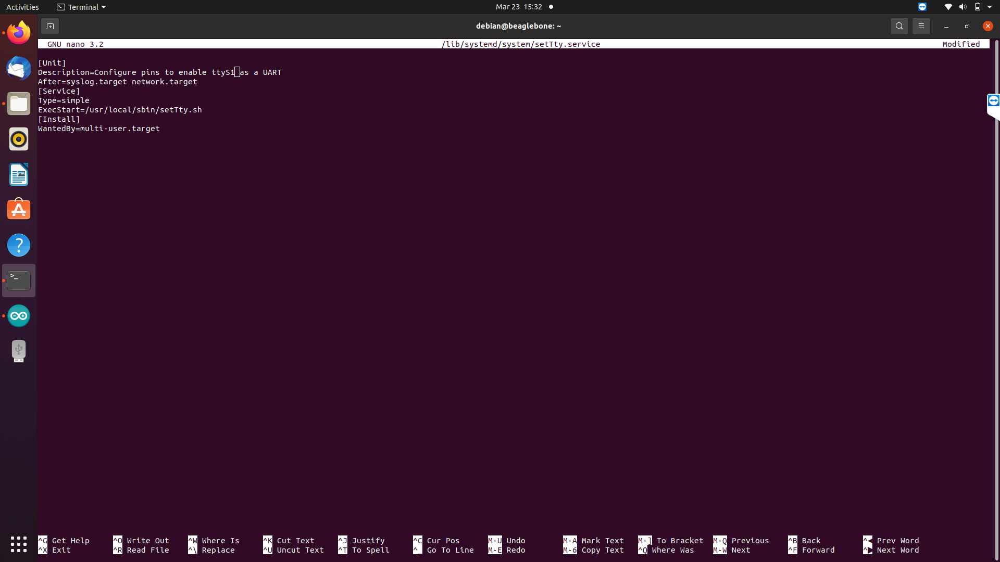 Activities Terminal Mar 23 15:32
debian@beaglebone: ~
GNU nano 3.2 /lib/systemd/system/setTty.service Modified
[Unit]
Description=Configure pins to enable ttyS1 as a UART
After=syslog.target network.target
[Service]
Type=simple
ExecStart=/usr/local/sbin/setTty.sh
[Install]
WantedBy=multi-user.target
^G Get Help ^O Write Out ^W Where Is ^K Cut Text ^J Justify ^C Cur Pos M-U Undo M-A Mark Text M-] To Bracket M-Q Previous ^B Back ^◀ Prev Word
^X Exit ^R Read File ^\ Replace ^U Uncut Text ^T To Spell ^_ Go To Line M-E Redo M-6 Copy Text ^Q Where Was M-W Next ^F Forward ^▶ Next Word